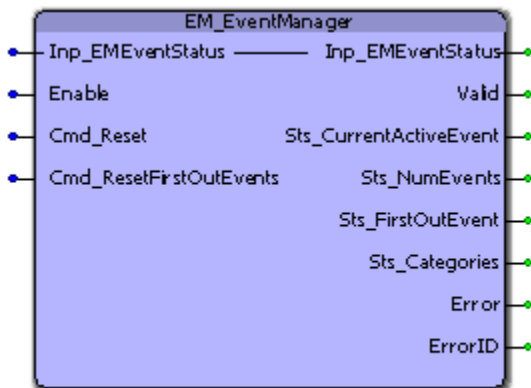 EM_EventManager
Inp_EMEventStatus Inp_EMEventStatus
Enable Valid
Cmd_Reset Sts_CurrentActiveEvent
Cmd_ResetFirstOutEvents Sts_NumEvents
Sts_FirstOutEvent
Sts_Categories
Error
ErrorID